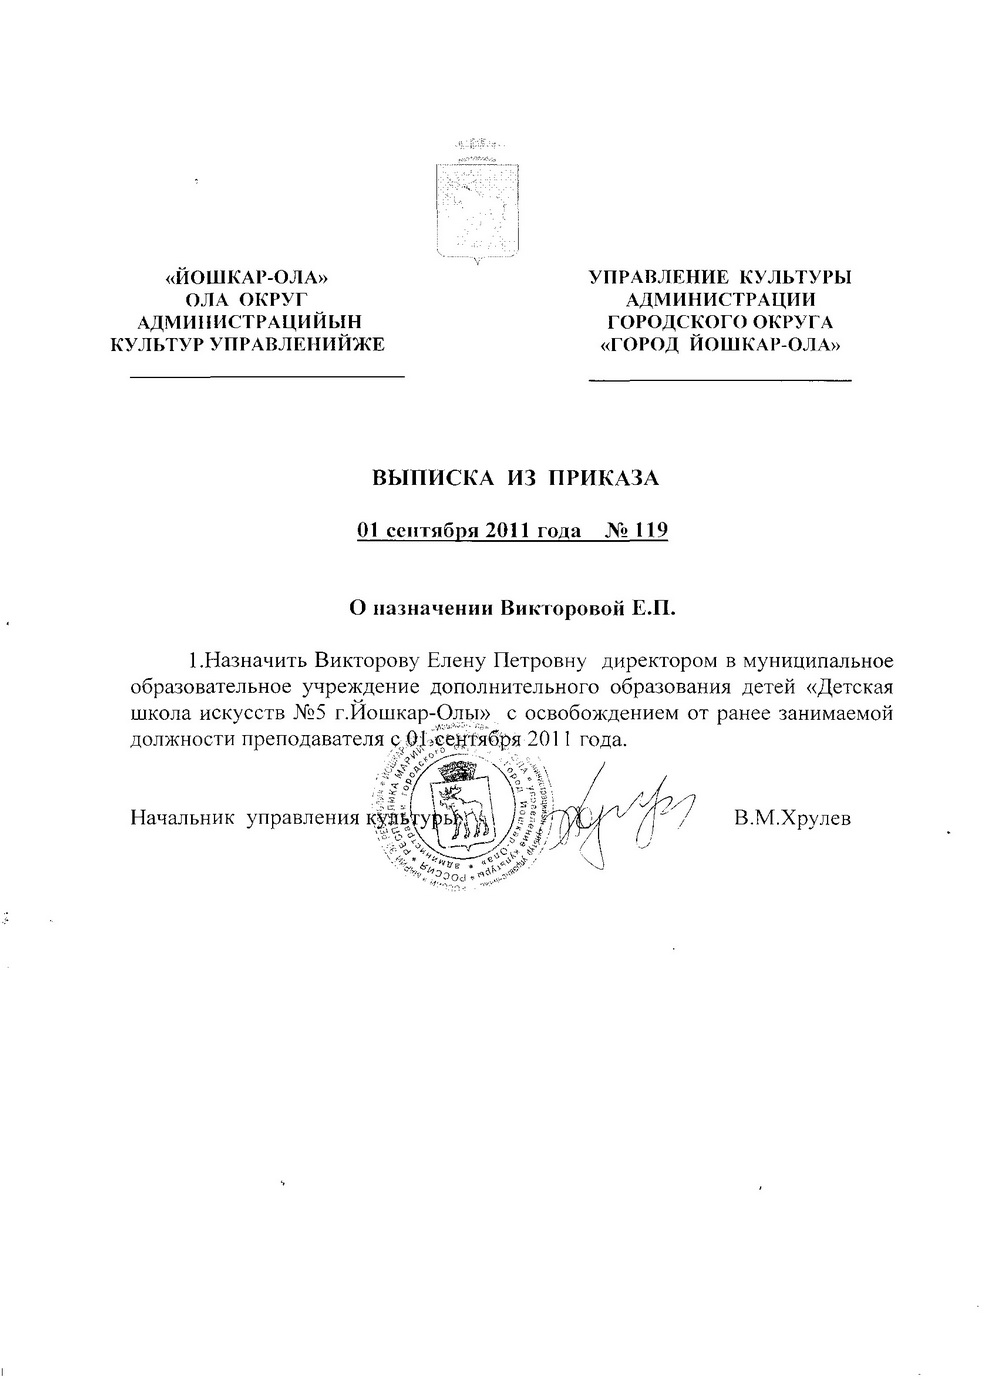 «ЙОШКАР-ОЛА»
ОЛА ОКРУГ
АДМИНИСТРАЦИЙЫН
КУЛЬТУР УПРАВЛЕНИЙЖЕ
УПРАВЛЕНИЕ КУЛЬТУРЫ
АДМИНИСТРАЦИИ
ГОРОДСКОГО ОКРУГА
«ГОРОД ЙОШКАР-ОЛА»
ВЫПИСКА ИЗ ПРИКАЗА
01 сентября 2011 года № 119
О назначении Викторовой Е.П.
1.Назначить Викторову Елену Петровну директором в муниципальное
образовательное учреждение дополнительного образования детей «Детская
школа искусств №5 г.Йошкар-Олы» с освобождением от ранее занимаемой
должности преподавателя с 01 сентября 2011 года.
Начальник управления культуры
В.М.Хрулев